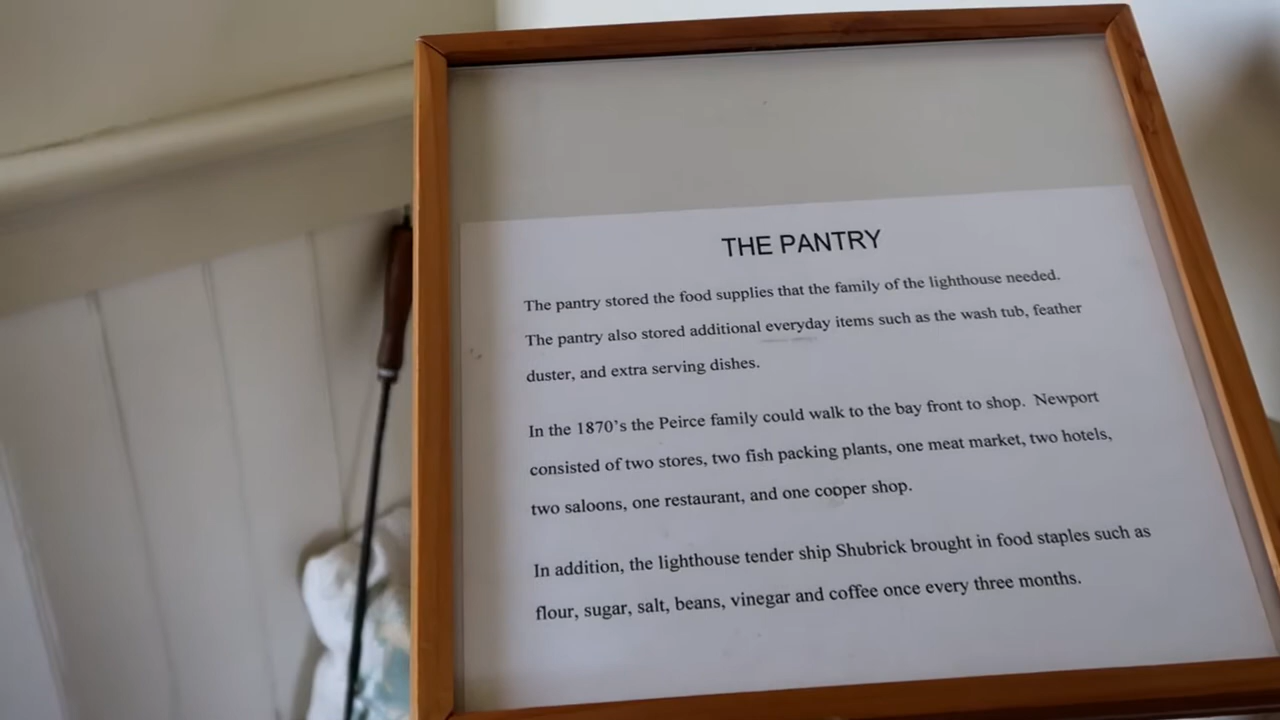 THE PANTRY
The pantry stored the food supplies that the family of the lighthouse needed.
The pantry also stored additional everyday items such as the wash tub, feather
duster, and extra serving dishes.
In the 1870's the Peirce family could walk to the bay front to shop.  Newport
consisted of two stores, two fish packing plants, one meat market, two hotels,
two saloons, one restaurant, and one cooper shop.
In addition, the lighthouse tender ship Shubrick brought in food staples such as
flour, sugar, salt, beans, vinegar and coffee once every three months.